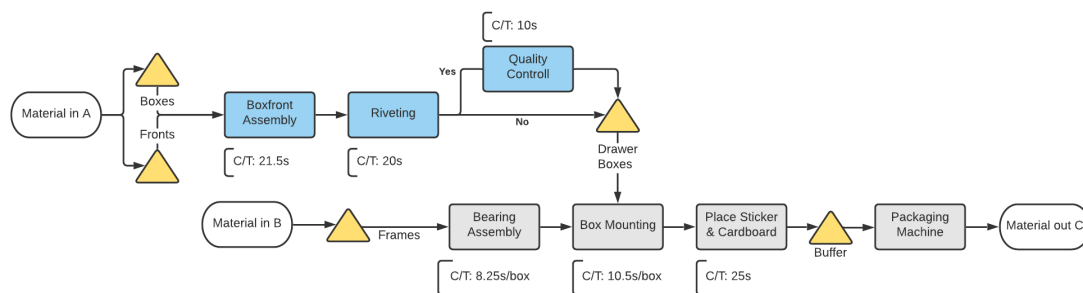 C/T: 10s
Quality
Controll
Yes
Boxes
Material in A
Boxfront
Assembly
Riveting
No
Fronts
Drawer
Boxes
C/T: 21.5s
C/T: 20s
Material in B
Frames
Bearing
Assembly
Box Mounting
Place Sticker
& Cardboard
Buffer
Packaging
Machine
Material out C
C/T: 8.25s/box
C/T: 10.5s/box
C/T: 25s